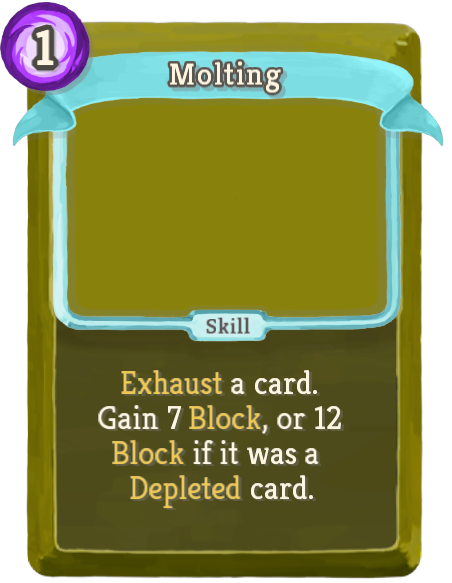 1
Molting
Skill
Exhaust a card.
Gain 7 Block, or 12
Block if it was a
Depleted card.